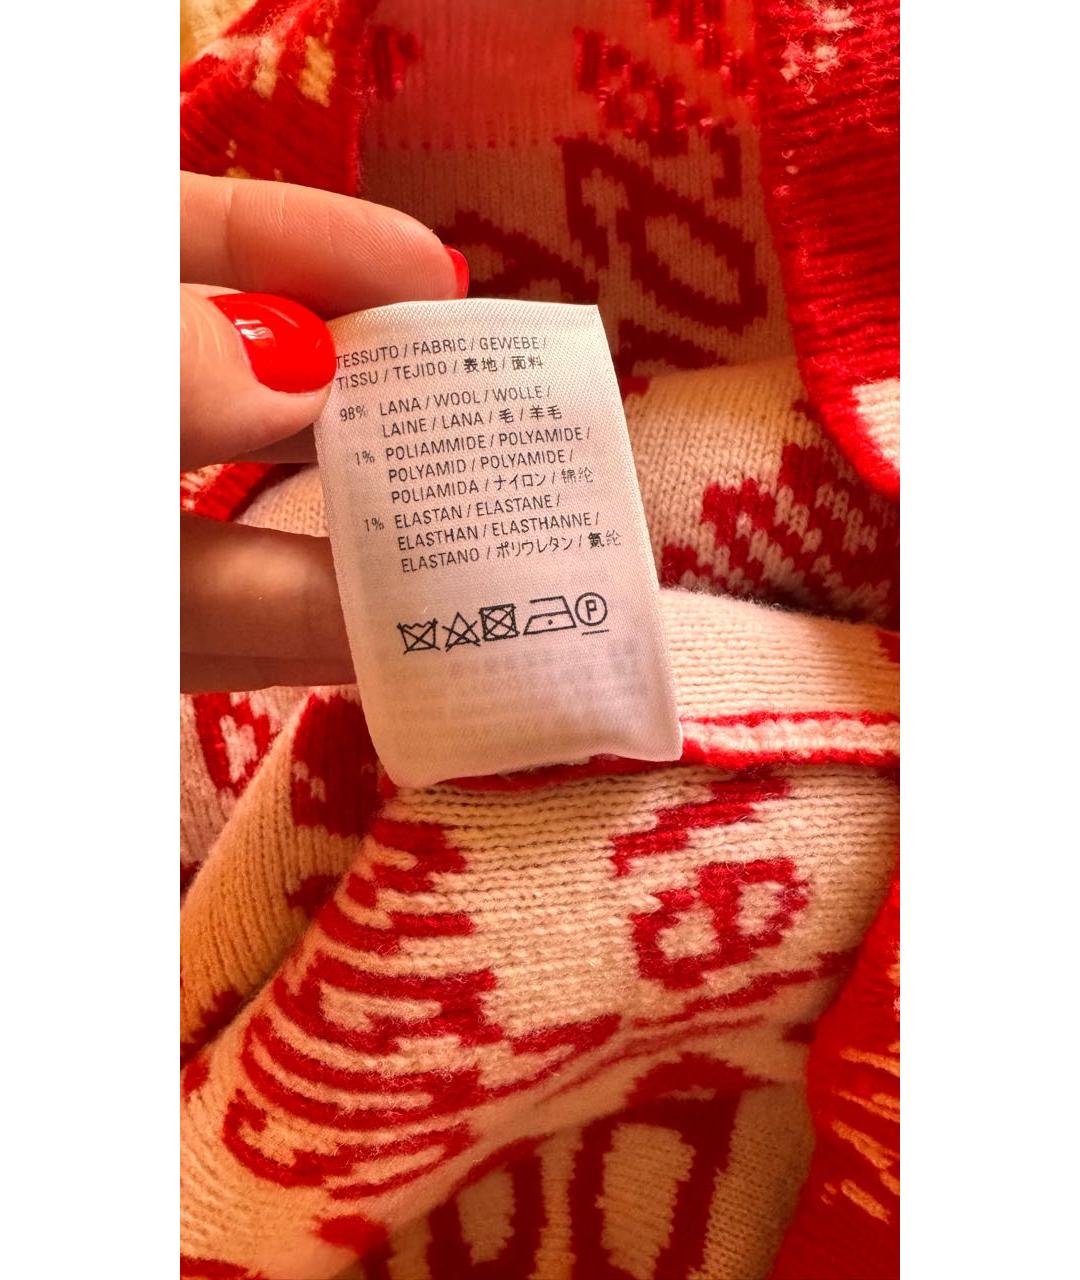 TESSUTO / FABRIC / GEWEBE /
TISSU / TEJIDO / 表地 / 面料
98% LANA / WOOL / WOLLE /
LAINE / LANA / 毛 / 羊毛
1% POLIAMMIDE / POLYAMIDE /
POLYAMID / POLYAMIDE /
POLIAMIDA / ナイロン / 锦纶
1% ELASTAN / ELASTANE /
ELASTHAN / ELASTHANNE /
ELASTANO / ポリウレタン / 氨纶
P